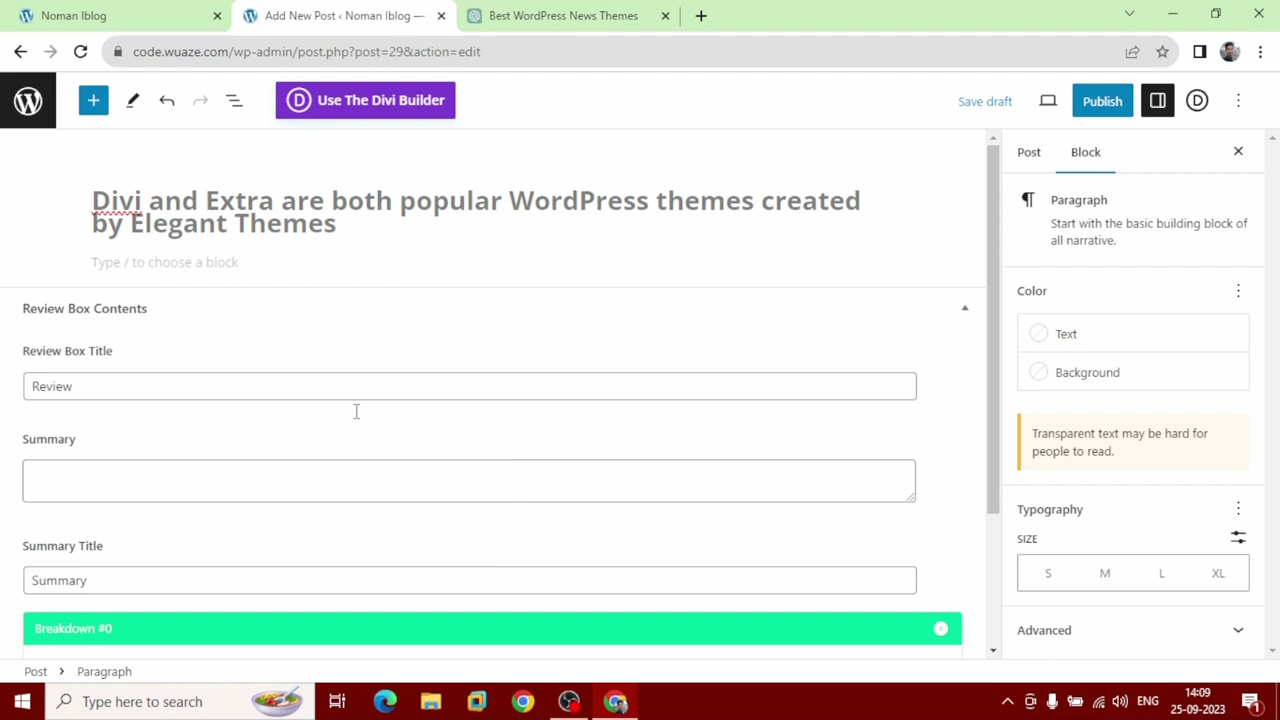 Noman Iblog
Add New Post ‹ Noman Iblog —
Best WordPress News Themes
code.wuaze.com/wp-admin/post.php?post=29&action=edit
Use The Divi Builder
Save draft
Publish
Divi and Extra are both popular WordPress themes created
by Elegant Themes
Type / to choose a block
Review Box Contents
Review Box Title
Review
Summary
Summary Title
Summary
Breakdown #0
Post
Block
Paragraph
Start with the basic building block of
all narrative.
Color
Text
Background
Transparent text may be hard for
people to read.
Typography
SIZE
S M L XL
Advanced
Post › Paragraph
Type here to search
ENG
14:09
25-09-2023
1